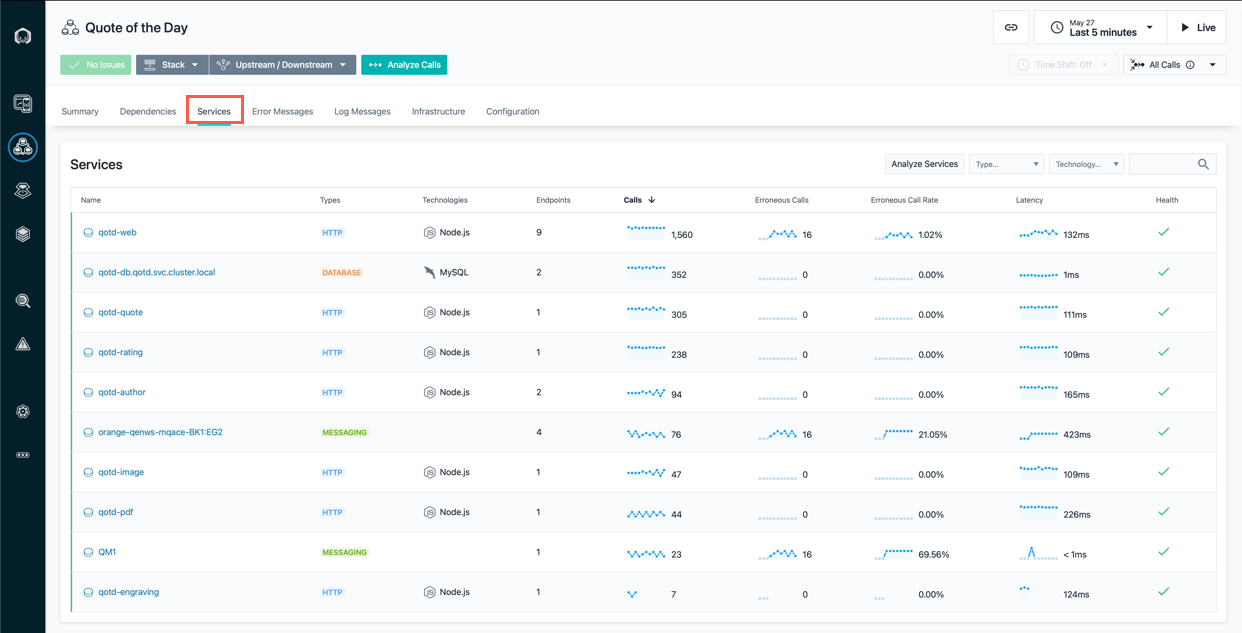 Quote of the Day
May 27
Last 5 minutes
Live
No Issues
Stack
Upstream / Downstream
Analyze Calls
Time Shift: Off
All Calls
Summary
Dependencies
Services
Error Messages
Log Messages
Infrastructure
Configuration
Services
Analyze Services
Type...
Technology...
Name Types Technologies Endpoints Calls Erroneous Calls Erroneous Call Rate Latency Health
qotd-web HTTP Node.js 9 1,560 16 1.02% 132ms
qotd-db.qotd.svc.cluster.local DATABASE MySQL 2 352 0 0.00% 1ms
qotd-quote HTTP Node.js 1 305 0 0.00% 111ms
qotd-rating HTTP Node.js 1 238 0 0.00% 109ms
qotd-author HTTP Node.js 2 94 0 0.00% 165ms
orange-qenws-mqace-BK1:EG2 MESSAGING 4 76 16 21.05% 423ms
qotd-image HTTP Node.js 1 47 0 0.00% 109ms
qotd-pdf HTTP Node.js 1 44 0 0.00% 226ms
QM1 MESSAGING 1 23 16 69.56% < 1ms
qotd-engraving HTTP Node.js 1 7 0 0.00% 124ms